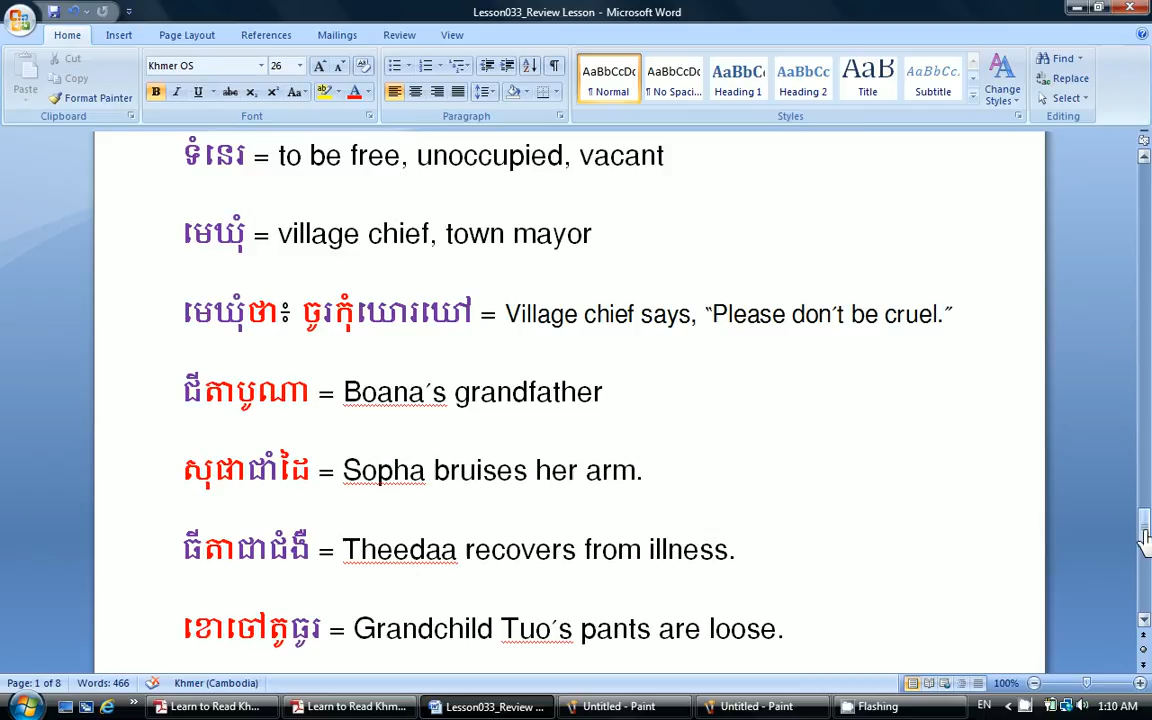 Lesson033_Review Lesson - Microsoft Word
Home Insert Page Layout References Mailings Review View
Cut
Copy
Format Painter
Paste
Clipboard
Khmer OS 26
Font
Paragraph
AaBbCcDc AaBbCcDc AaBbC AaBbCc AaB AaBbCc.
¶ Normal ¶ No Spaci... Heading 1 Heading 2 Title Subtitle
Change Styles
Styles
Find
Replace
Select
Editing
ទំនេរ = to be free, unoccupied, vacant
មេឃុំ = village chief, town mayor
មេឃុំថា៖ ចូរកុំឃោរឃៅ = Village chief says, “Please don´t be cruel.”
ជីតាបូណា = Boana´s grandfather
សុផាជាំដៃ = Sopha bruises her arm.
ធីតាជាជំងឺ = Theedaa recovers from illness.
ខោចៅតូធូរ = Grandchild Tuo´s pants are loose.
Page: 1 of 8 Words: 466 Khmer (Cambodia) 100%
Learn to Read Kh... Learn to Read Khm... Lesson033_Review ... Untitled - Paint Untitled - Paint Flashing EN 1:10 AM